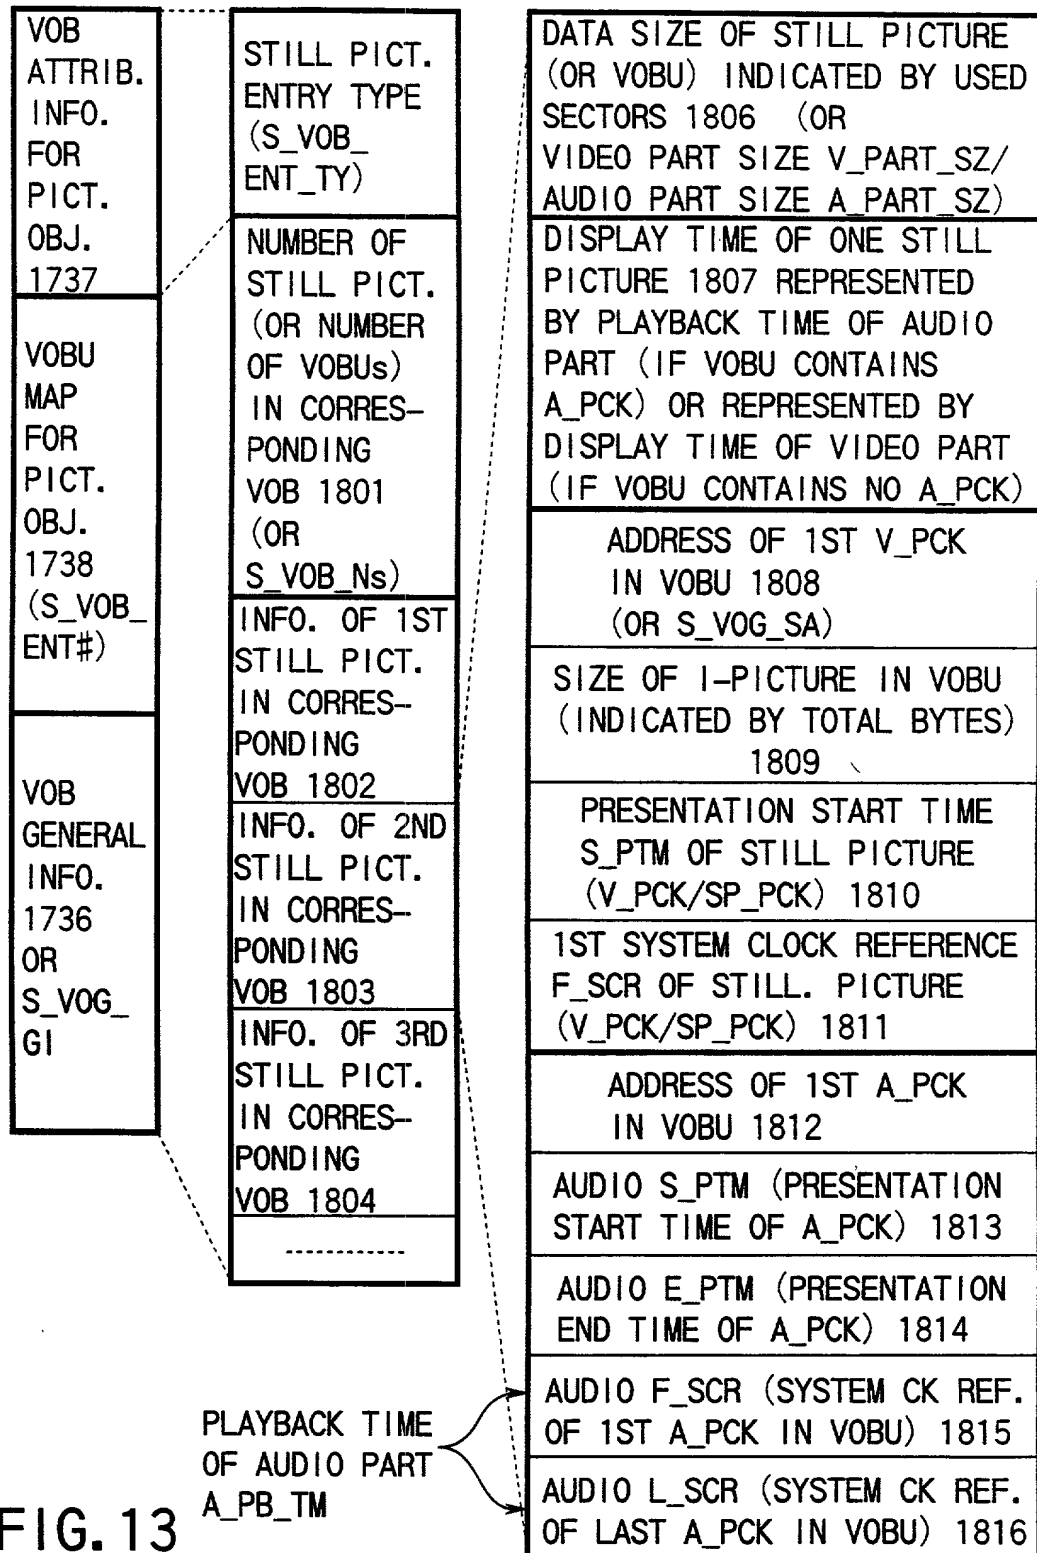 VOB
ATTRIB.
INFO.
FOR
PICT.
OBJ.
1737
VOBU
MAP
FOR
PICT.
OBJ.
1738
(S_VOB_
ENT#)
VOB
GENERAL
INFO.
1736
OR
S_VOG_
GI
STILL PICT.
ENTRY TYPE
(S_VOB_
ENT_TY)
NUMBER OF
STILL PICT.
(OR NUMBER
OF VOBUs)
IN CORRES-
PONDING
VOB 1801
(OR
S_VOB_Ns)
INFO. OF 1ST
STILL PICT.
IN CORRES-
PONDING
VOB 1802
INFO. OF 2ND
STILL PICT.
IN CORRES-
PONDING
VOB 1803
INFO. OF 3RD
STILL PICT.
IN CORRES-
PONDING
VOB 1804
DATA SIZE OF STILL PICTURE
(OR VOBU) INDICATED BY USED
SECTORS 1806 (OR
VIDEO PART SIZE V_PART_SZ/
AUDIO PART SIZE A_PART_SZ)
DISPLAY TIME OF ONE STILL
PICTURE 1807 REPRESENTED
BY PLAYBACK TIME OF AUDIO
PART (IF VOBU CONTAINS
A_PCK) OR REPRESENTED BY
DISPLAY TIME OF VIDEO PART
(IF VOBU CONTAINS NO A_PCK)
ADDRESS OF 1ST V_PCK
IN VOBU 1808
(OR S_VOG_SA)
SIZE OF I-PICTURE IN VOBU
(INDICATED BY TOTAL BYTES)
1809
PRESENTATION START TIME
S_PTM OF STILL PICTURE
(V_PCK/SP_PCK) 1810
1ST SYSTEM CLOCK REFERENCE
F_SCR OF STILL. PICTURE
(V_PCK/SP_PCK) 1811
ADDRESS OF 1ST A_PCK
IN VOBU 1812
AUDIO S_PTM (PRESENTATION
START TIME OF A_PCK) 1813
AUDIO E_PTM (PRESENTATION
END TIME OF A_PCK) 1814
AUDIO F_SCR (SYSTEM CK REF.
OF 1ST A_PCK IN VOBU) 1815
AUDIO L_SCR (SYSTEM CK REF.
OF LAST A_PCK IN VOBU) 1816
PLAYBACK TIME
OF AUDIO PART
A_PB_TM
FIG. 13